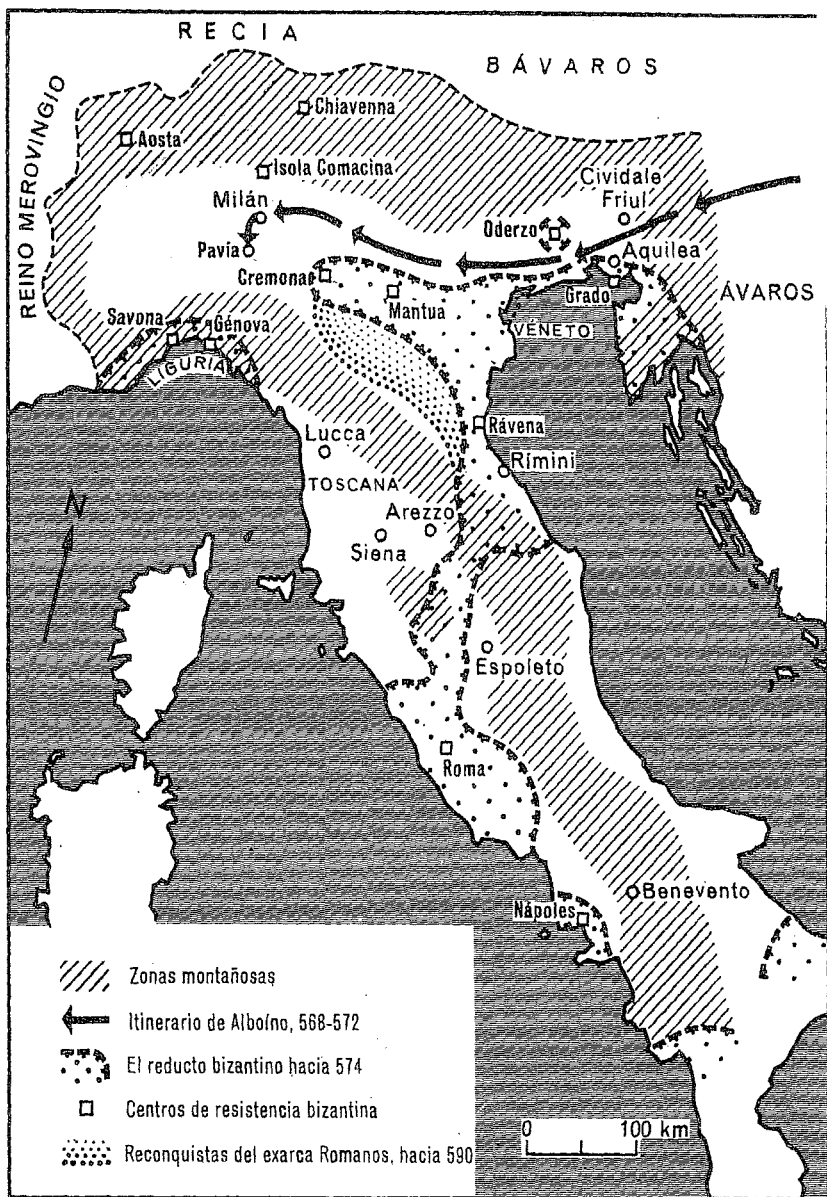 RECIA
BÁVAROS
REINO MEROVINGIO
Chiavenna
Aosta
Isola Comacina
Milán
Cividale
Friul
Oderzo
Pavía
Aquilea
Cremona
Mantua
Grado
ÁVAROS
VÉNETO
Savona
Génova
LIGURIA
Rávena
Lucca
Rímini
TOSCANA
N
Arezzo
Siena
Espoleto
Roma
Benevento
Nápoles
Zonas montañosas
Itinerario de Alboíno, 568-572
El reducto bizantino hacia 574
Centros de resistencia bizantina
Reconquistas del exarca Romanos, hacia 590
0 100 km